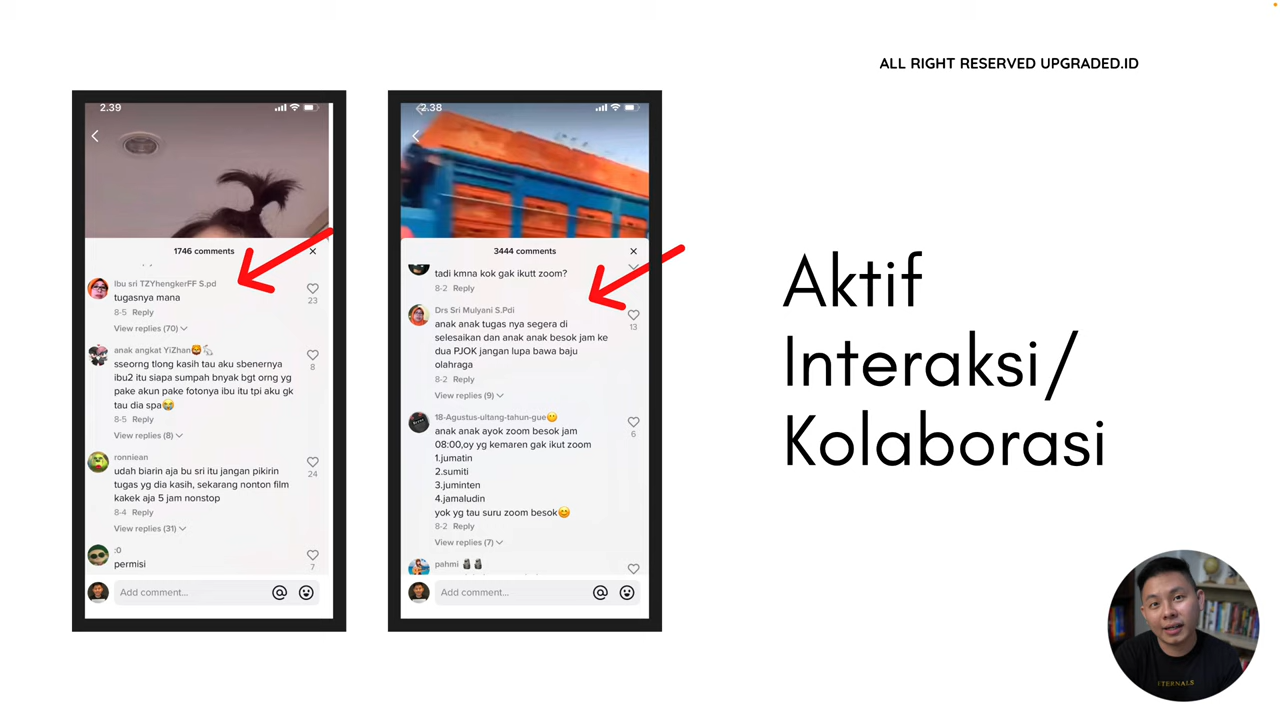 ALL RIGHT RESERVED UPGRADED.ID
2.39
1746 comments
Ibu sri TZYhengkerFF S.pd
tugasnya mana
23
8-5 Reply
View replies (70)
anak angkat YiZhan
sseorng tlong kasih tau aku sbenernya
8
ibu2 itu siapa sumpah bnyak bgt orng yg
pake akun pake fotonya ibu itu tpi aku gk
tau dia spa
8-5 Reply
View replies (8)
ronniean
udah biarin aja bu sri itu jangan pikirin
24
tugas yg dia kasih, sekarang nonton film
kakek aja 5 jam nonstop
8-4 Reply
View replies (31)
:0
permisi
7
Add comment...
2.38
3444 comments
tadi kmna kok gak ikutt zoom?
8-2 Reply
Drs Sri Mulyani S.Pdi
anak anak tugas nya segera di
13
selesaikan dan anak anak besok jam ke
dua PJOK jangan lupa bawa baju
olahraga
8-2 Reply
View replies (9)
18-Agustus-ultang-tahun-gue
anak anak ayok zoom besok jam
6
08:00,oy yg kemaren gak ikut zoom
1.jumatin
2.sumiti
3.juminten
4.jamaludin
yok yg tau suru zoom besok
8-2 Reply
View replies (7)
pahmi
Add comment...
Aktif
Interaksi/
Kolaborasi